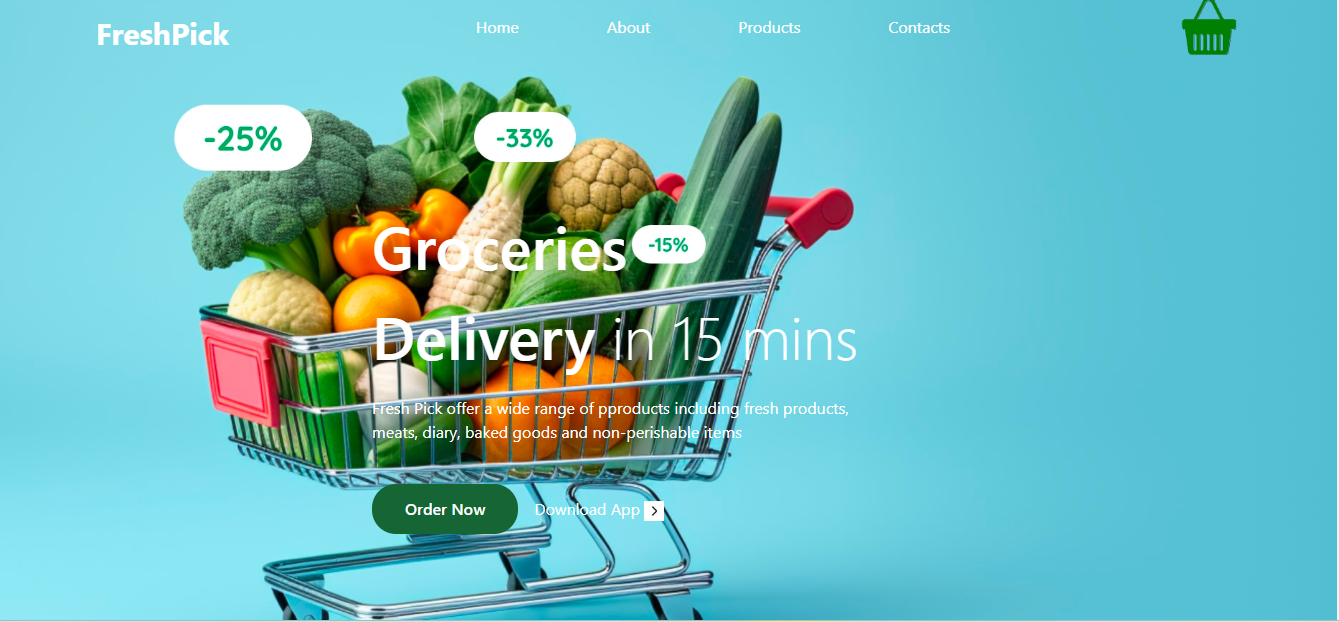 FreshPick
Home
About
Products
Contacts
-25%
-33%
Groceries
-15%
Delivery in 15 mins
Fresh Pick offer a wide range of pproducts including fresh products,
meats, diary, baked goods and non-perishable items
Order Now
Download App